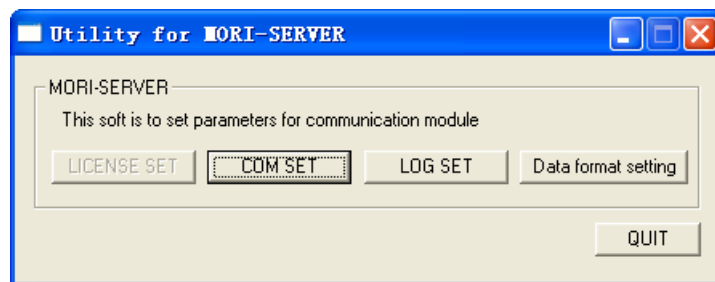 Utility for MORI-SERVER
MORI-SERVER
This soft is to set parameters for communication module
LICENSE SET COM SET LOG SET Data format setting
QUIT